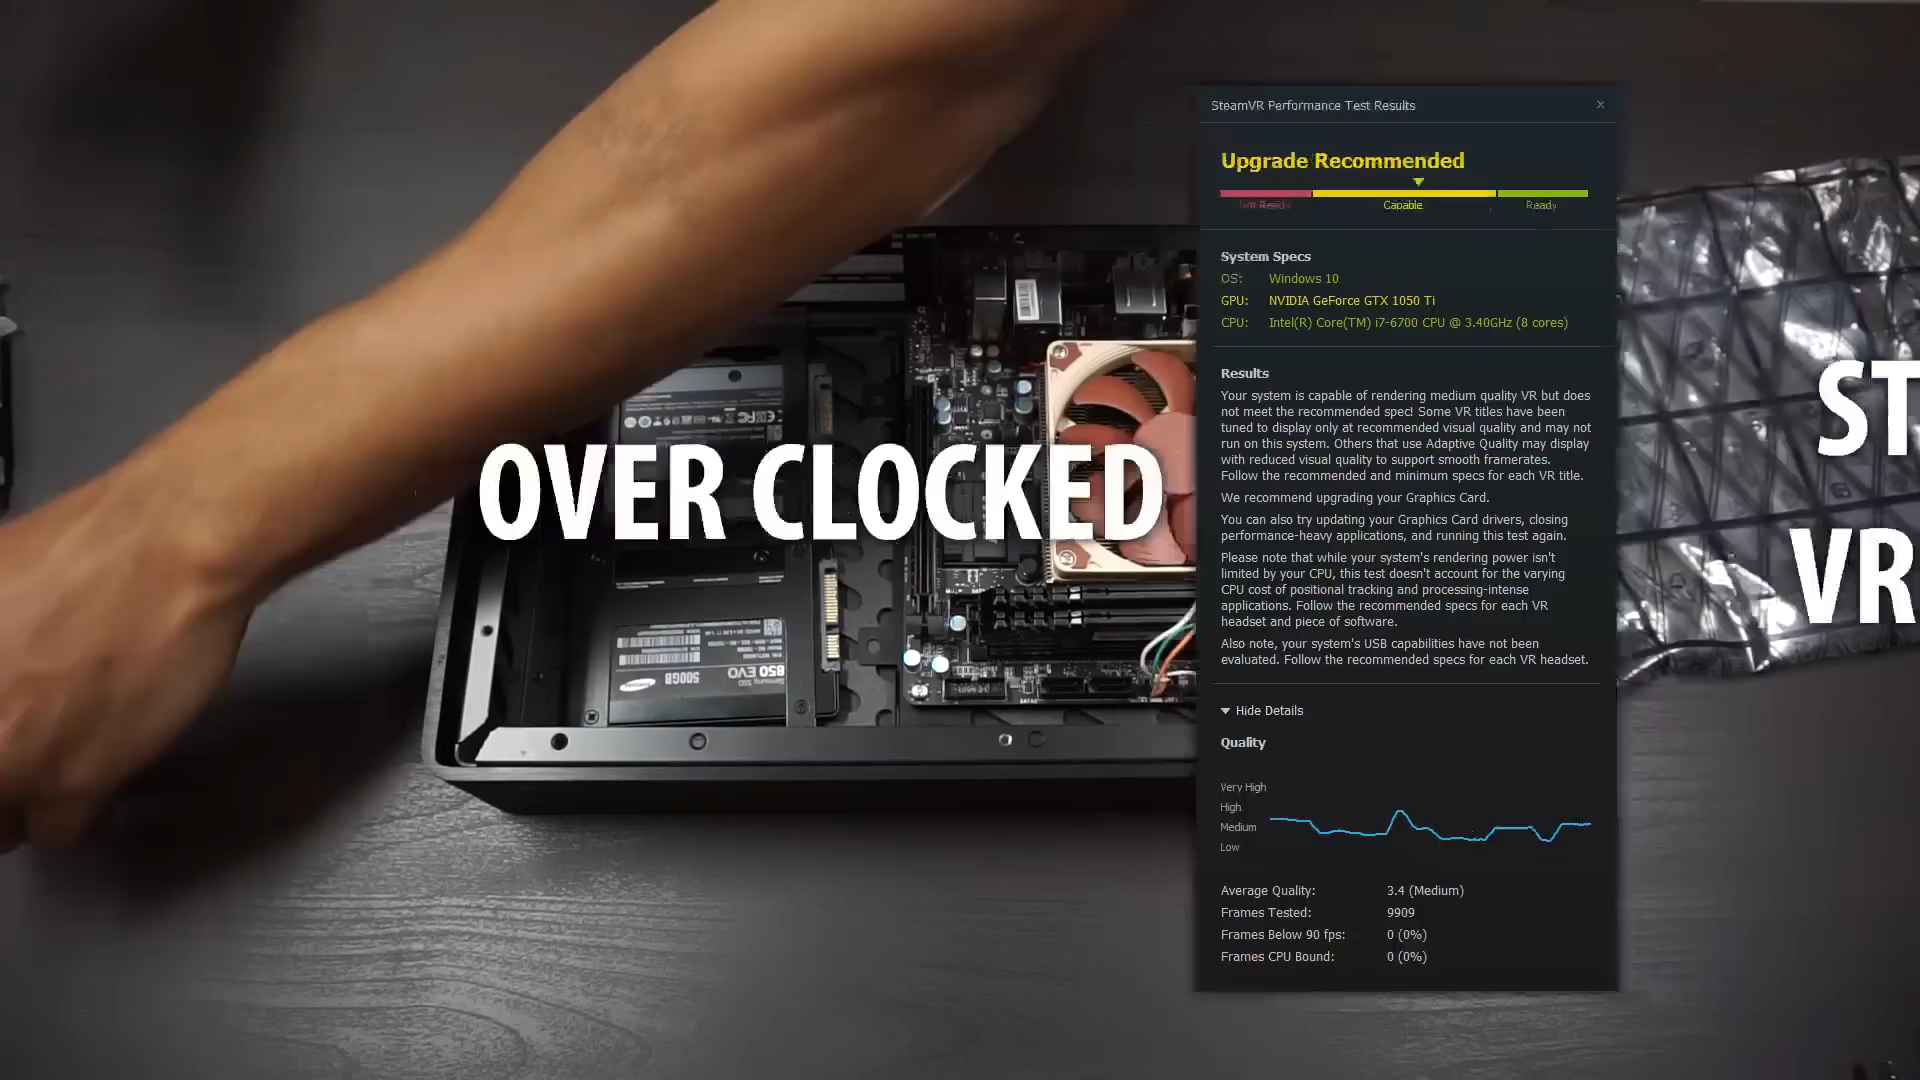 SteamVR Performance Test Results
Upgrade Recommended
Capable
Ready
System Specs
OS: Windows 10
GPU: NVIDIA GeForce GTX 1050 Ti
CPU: Intel(R) Core(TM) i7-6700 CPU @ 3.40GHz (8 cores)
Results
Your system is capable of rendering medium quality VR but does
not meet the recommended spec! Some VR titles have been
tuned to display only at recommended visual quality and may not
run on this system. Others that use Adaptive Quality may display
with reduced visual quality to support smooth framerates.
Follow the recommended and minimum specs for each VR title.
We recommend upgrading your Graphics Card.
You can also try updating your Graphics Card drivers, closing
performance-heavy applications, and running this test again.
Please note that while your system's rendering power isn't
limited by your CPU, this test doesn't account for the varying
CPU cost of positional tracking and processing-intense
applications. Follow the recommended specs for each VR
headset and piece of software.
Also note, your system's USB capabilities have not been
evaluated. Follow the recommended specs for each VR headset.
Hide Details
Quality
Very High
High
Medium
Low
Average Quality: 3.4 (Medium)
Frames Tested: 9909
Frames Below 90 fps: 0 (0%)
Frames CPU Bound: 0 (0%)
OVER CLOCKED
ST
VR
850 EVO
Samsung SSD
500GB
SAMSUNG